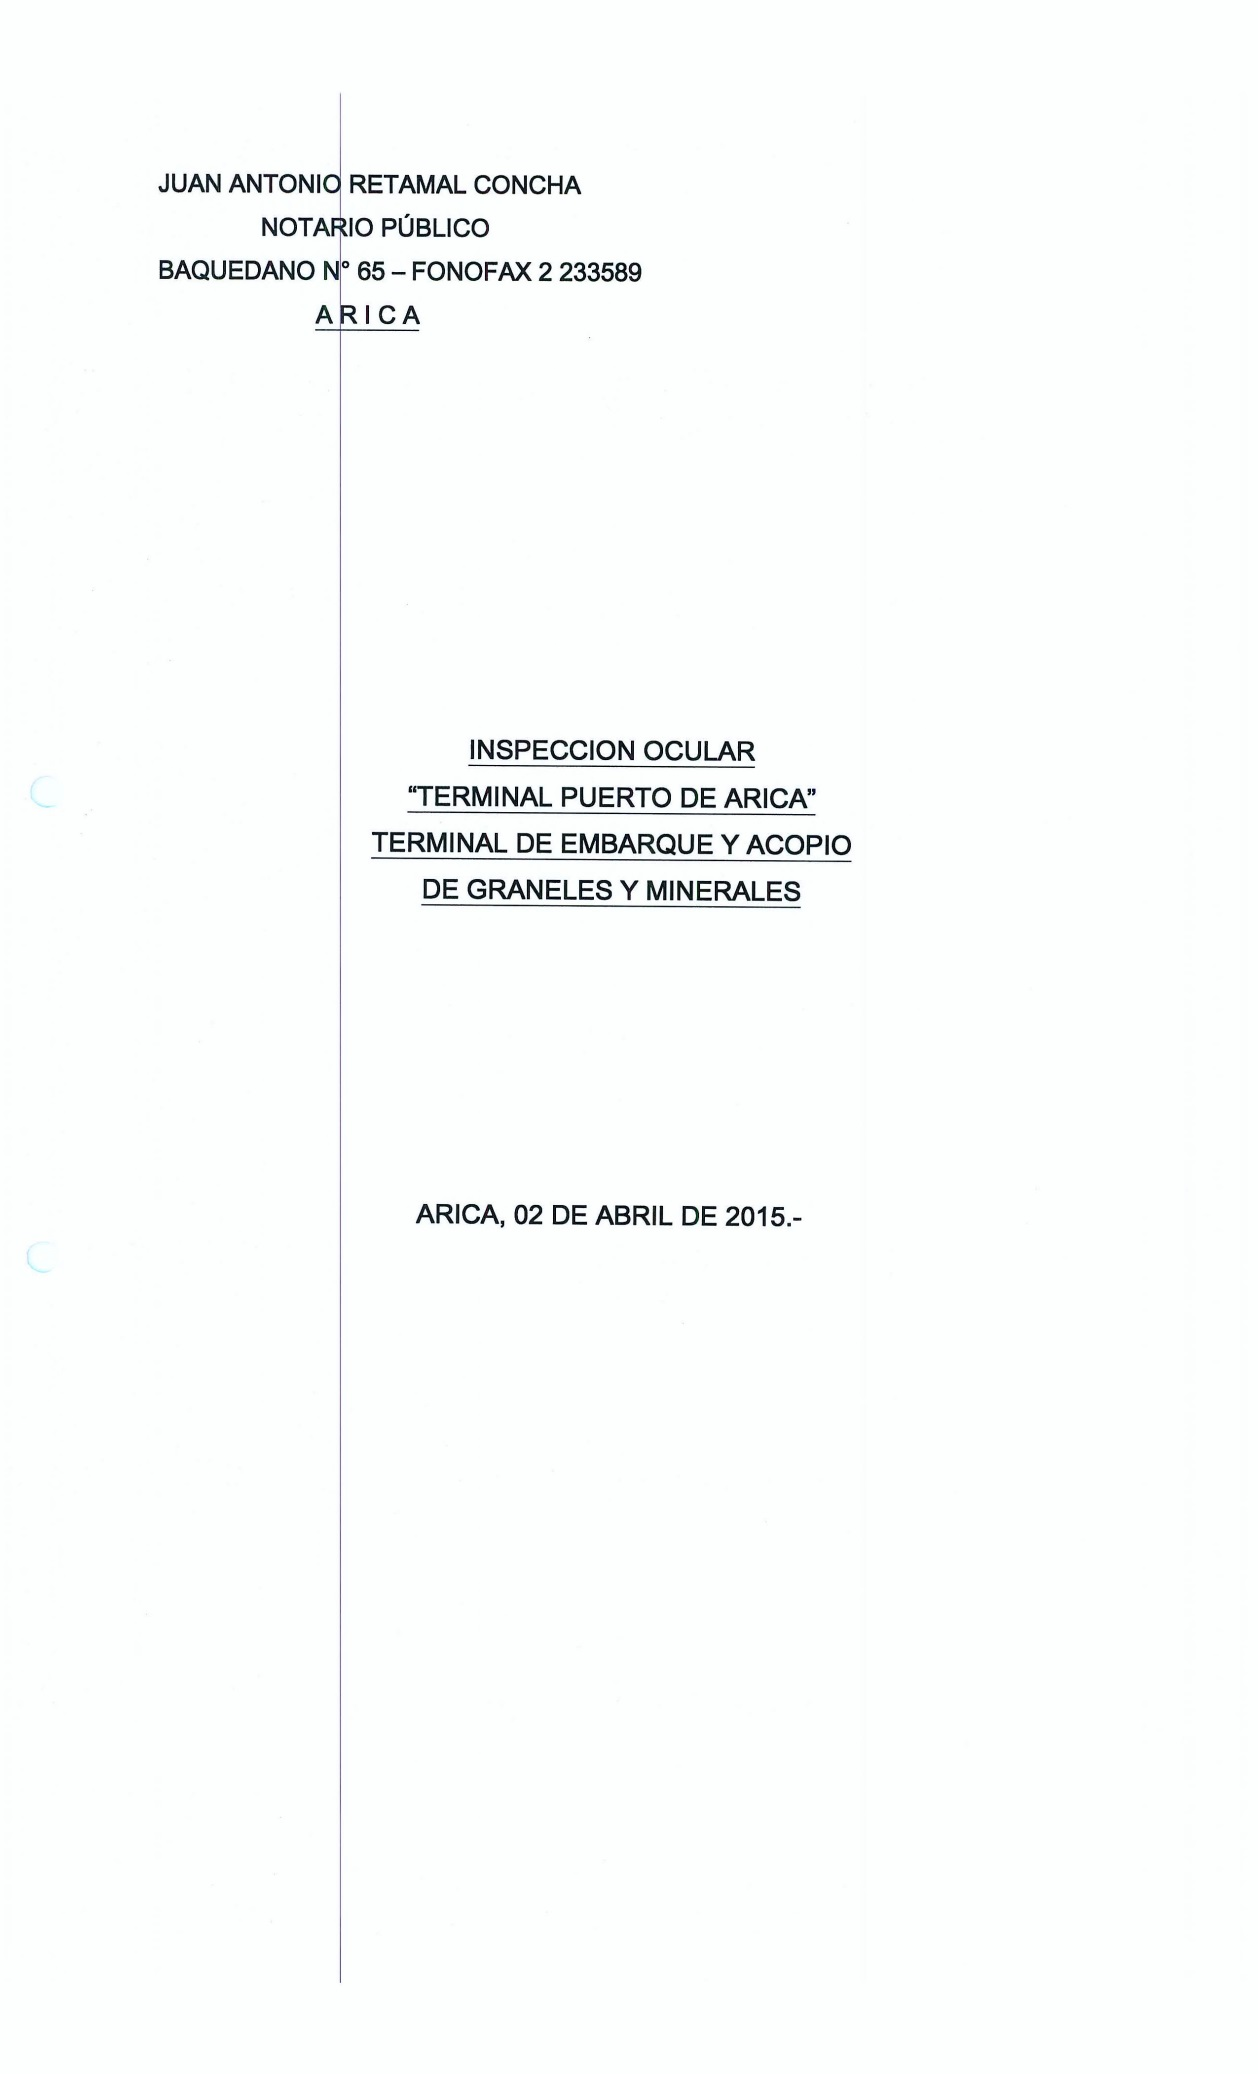 JUAN ANTONIO RETAMAL CONCHA
NOTARIO PÚBLICO
BAQUEDANO N° 65 – FONOFAX 2 233589
A R I C A
INSPECCION OCULAR
“TERMINAL PUERTO DE ARICA”
TERMINAL DE EMBARQUE Y ACOPIO
DE GRANELES Y MINERALES
ARICA, 02 DE ABRIL DE 2015.-